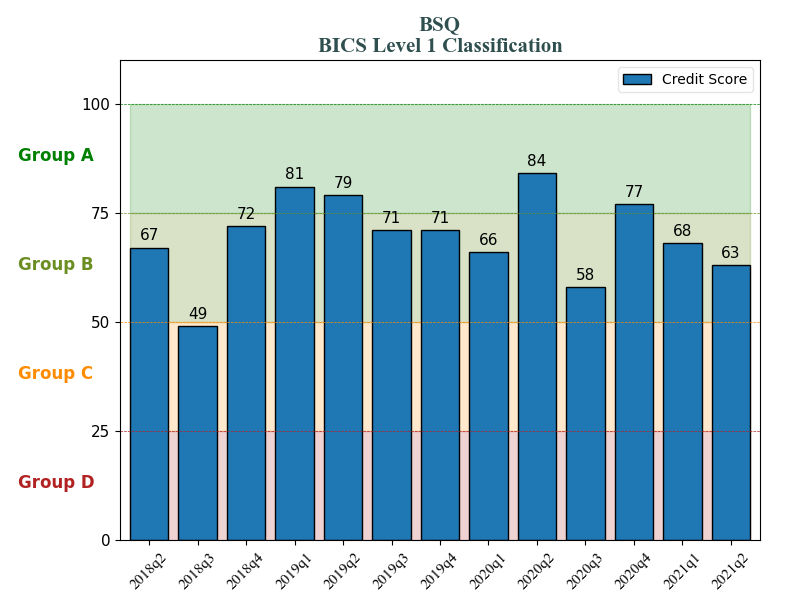 BSQ
BICS Level 1 Classification
Credit Score
100
75
50
25
0
Group A
Group B
Group C
Group D
67
49
72
81
79
71
71
66
84
58
77
68
63
2018q2
2018q3
2018q4
2019q1
2019q2
2019q3
2019q4
2020q1
2020q2
2020q3
2020q4
2021q1
2021q2